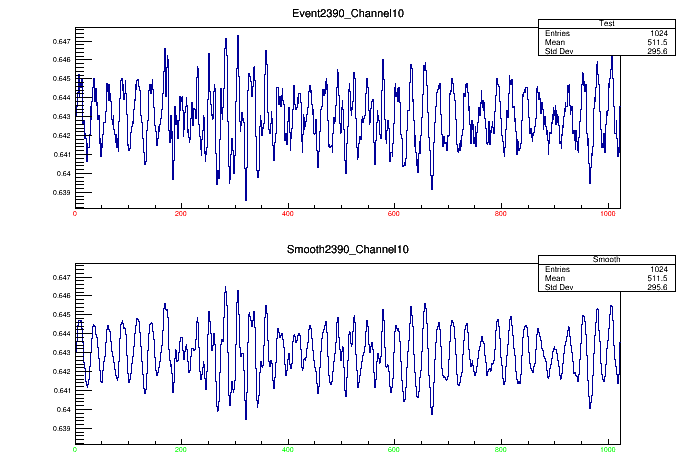 Event2390_Channel10
Test
Entries 1024
Mean 511.5
Std Dev 295.6
0.647
0.646
0.645
0.644
0.643
0.642
0.641
0.64
0.639
0 200 400 600 800 1000
Smooth2390_Channel10
Smooth
Entries 1024
Mean 511.5
Std Dev 295.6
0.647
0.646
0.645
0.644
0.643
0.642
0.641
0.64
0.639
0 200 400 600 800 1000